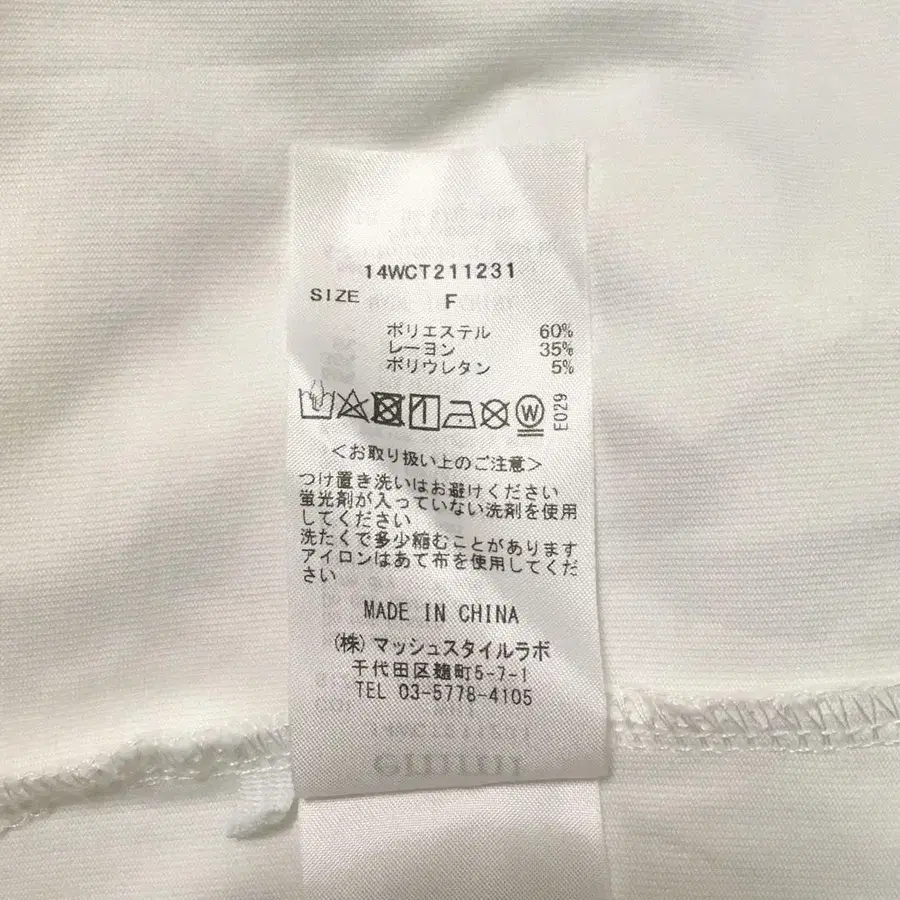 14WCT211231
SIZE F
ポリエステル 60%
レーヨン 35%
ポリウレタン 5%
W E029
<お取り扱い上のご注意>
つけ置き洗いはお避けください
蛍光剤が入っていない洗剤を使用
してください
洗たくで多少縮むことがあります
アイロンはあて布を使用してくだ
さい
MADE IN CHINA
(株)マッシュスタイルラボ
千代田区麹町5-7-1
TEL 03-5778-4105